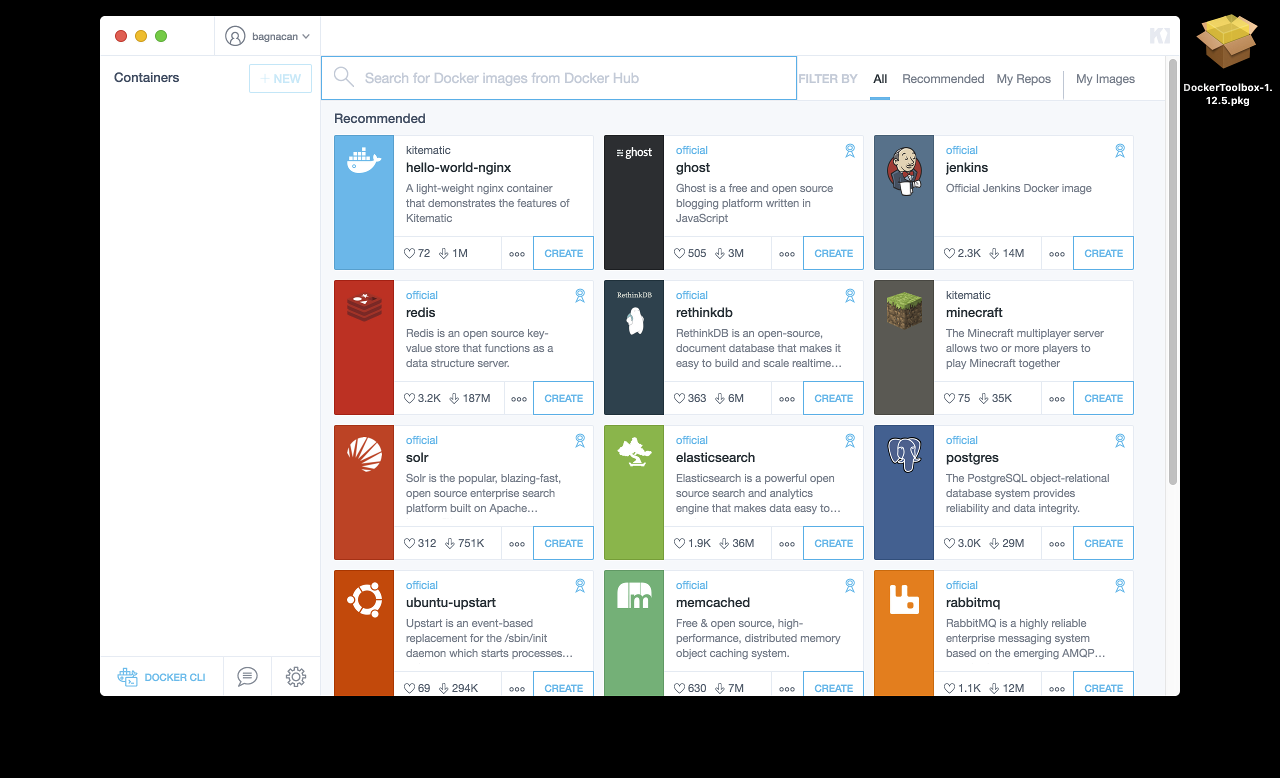 bagnacan
Containers
+ NEW
Search for Docker images from Docker Hub
FILTER BY
All
Recommended
My Repos
My Images
DockerToolbox-1.
12.5.pkg
Recommended
kitematic
hello-world-nginx
A light-weight nginx container
that demonstrates the features of
Kitematic
72
1M
CREATE
ghost
official
ghost
Ghost is a free and open source
blogging platform written in
JavaScript
505
3M
CREATE
official
jenkins
Official Jenkins Docker image
2.3K
14M
CREATE
official
redis
Redis is an open source key-
value store that functions as a
data structure server.
3.2K
187M
CREATE
RethinkDB
official
rethinkdb
RethinkDB is an open-source,
document database that makes it
easy to build and scale realtime…
363
6M
CREATE
kitematic
minecraft
The Minecraft multiplayer server
allows two or more players to
play Minecraft together
75
35K
CREATE
official
solr
Solr is the popular, blazing-fast,
open source enterprise search
platform built on Apache…
312
751K
CREATE
official
elasticsearch
Elasticsearch is a powerful open
source search and analytics
engine that makes data easy to…
1.9K
36M
CREATE
official
postgres
The PostgreSQL object-relational
database system provides
reliability and data integrity.
3.0K
29M
CREATE
official
ubuntu-upstart
Upstart is an event-based
replacement for the /sbin/init
daemon which starts processes…
69
294K
CREATE
m
official
memcached
Free & open source, high-
performance, distributed memory
object caching system.
630
7M
CREATE
official
rabbitmq
RabbitMQ is a highly reliable
enterprise messaging system
based on the emerging AMQP…
1.1K
12M
CREATE
DOCKER CLI